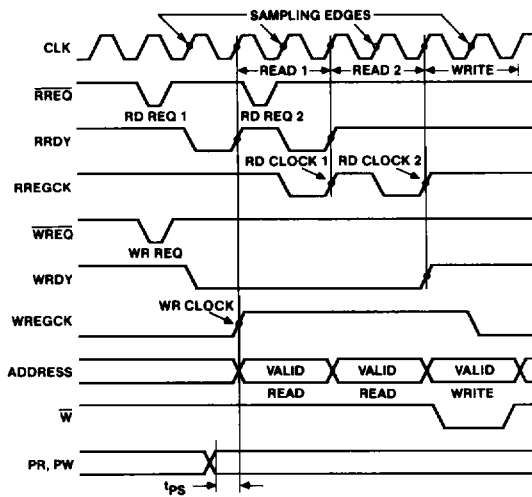 SAMPLING EDGES
CLK
READ 1 READ 2 WRITE
RREQ
RD REQ 1 RD REQ 2
RRDY
RD CLOCK 1 RD CLOCK 2
RREGCK
WREQ
WR REQ
WRDY
WR CLOCK
WREGCK
ADDRESS VALID VALID VALID
READ READ WRITE
W
PR, PW
tPS